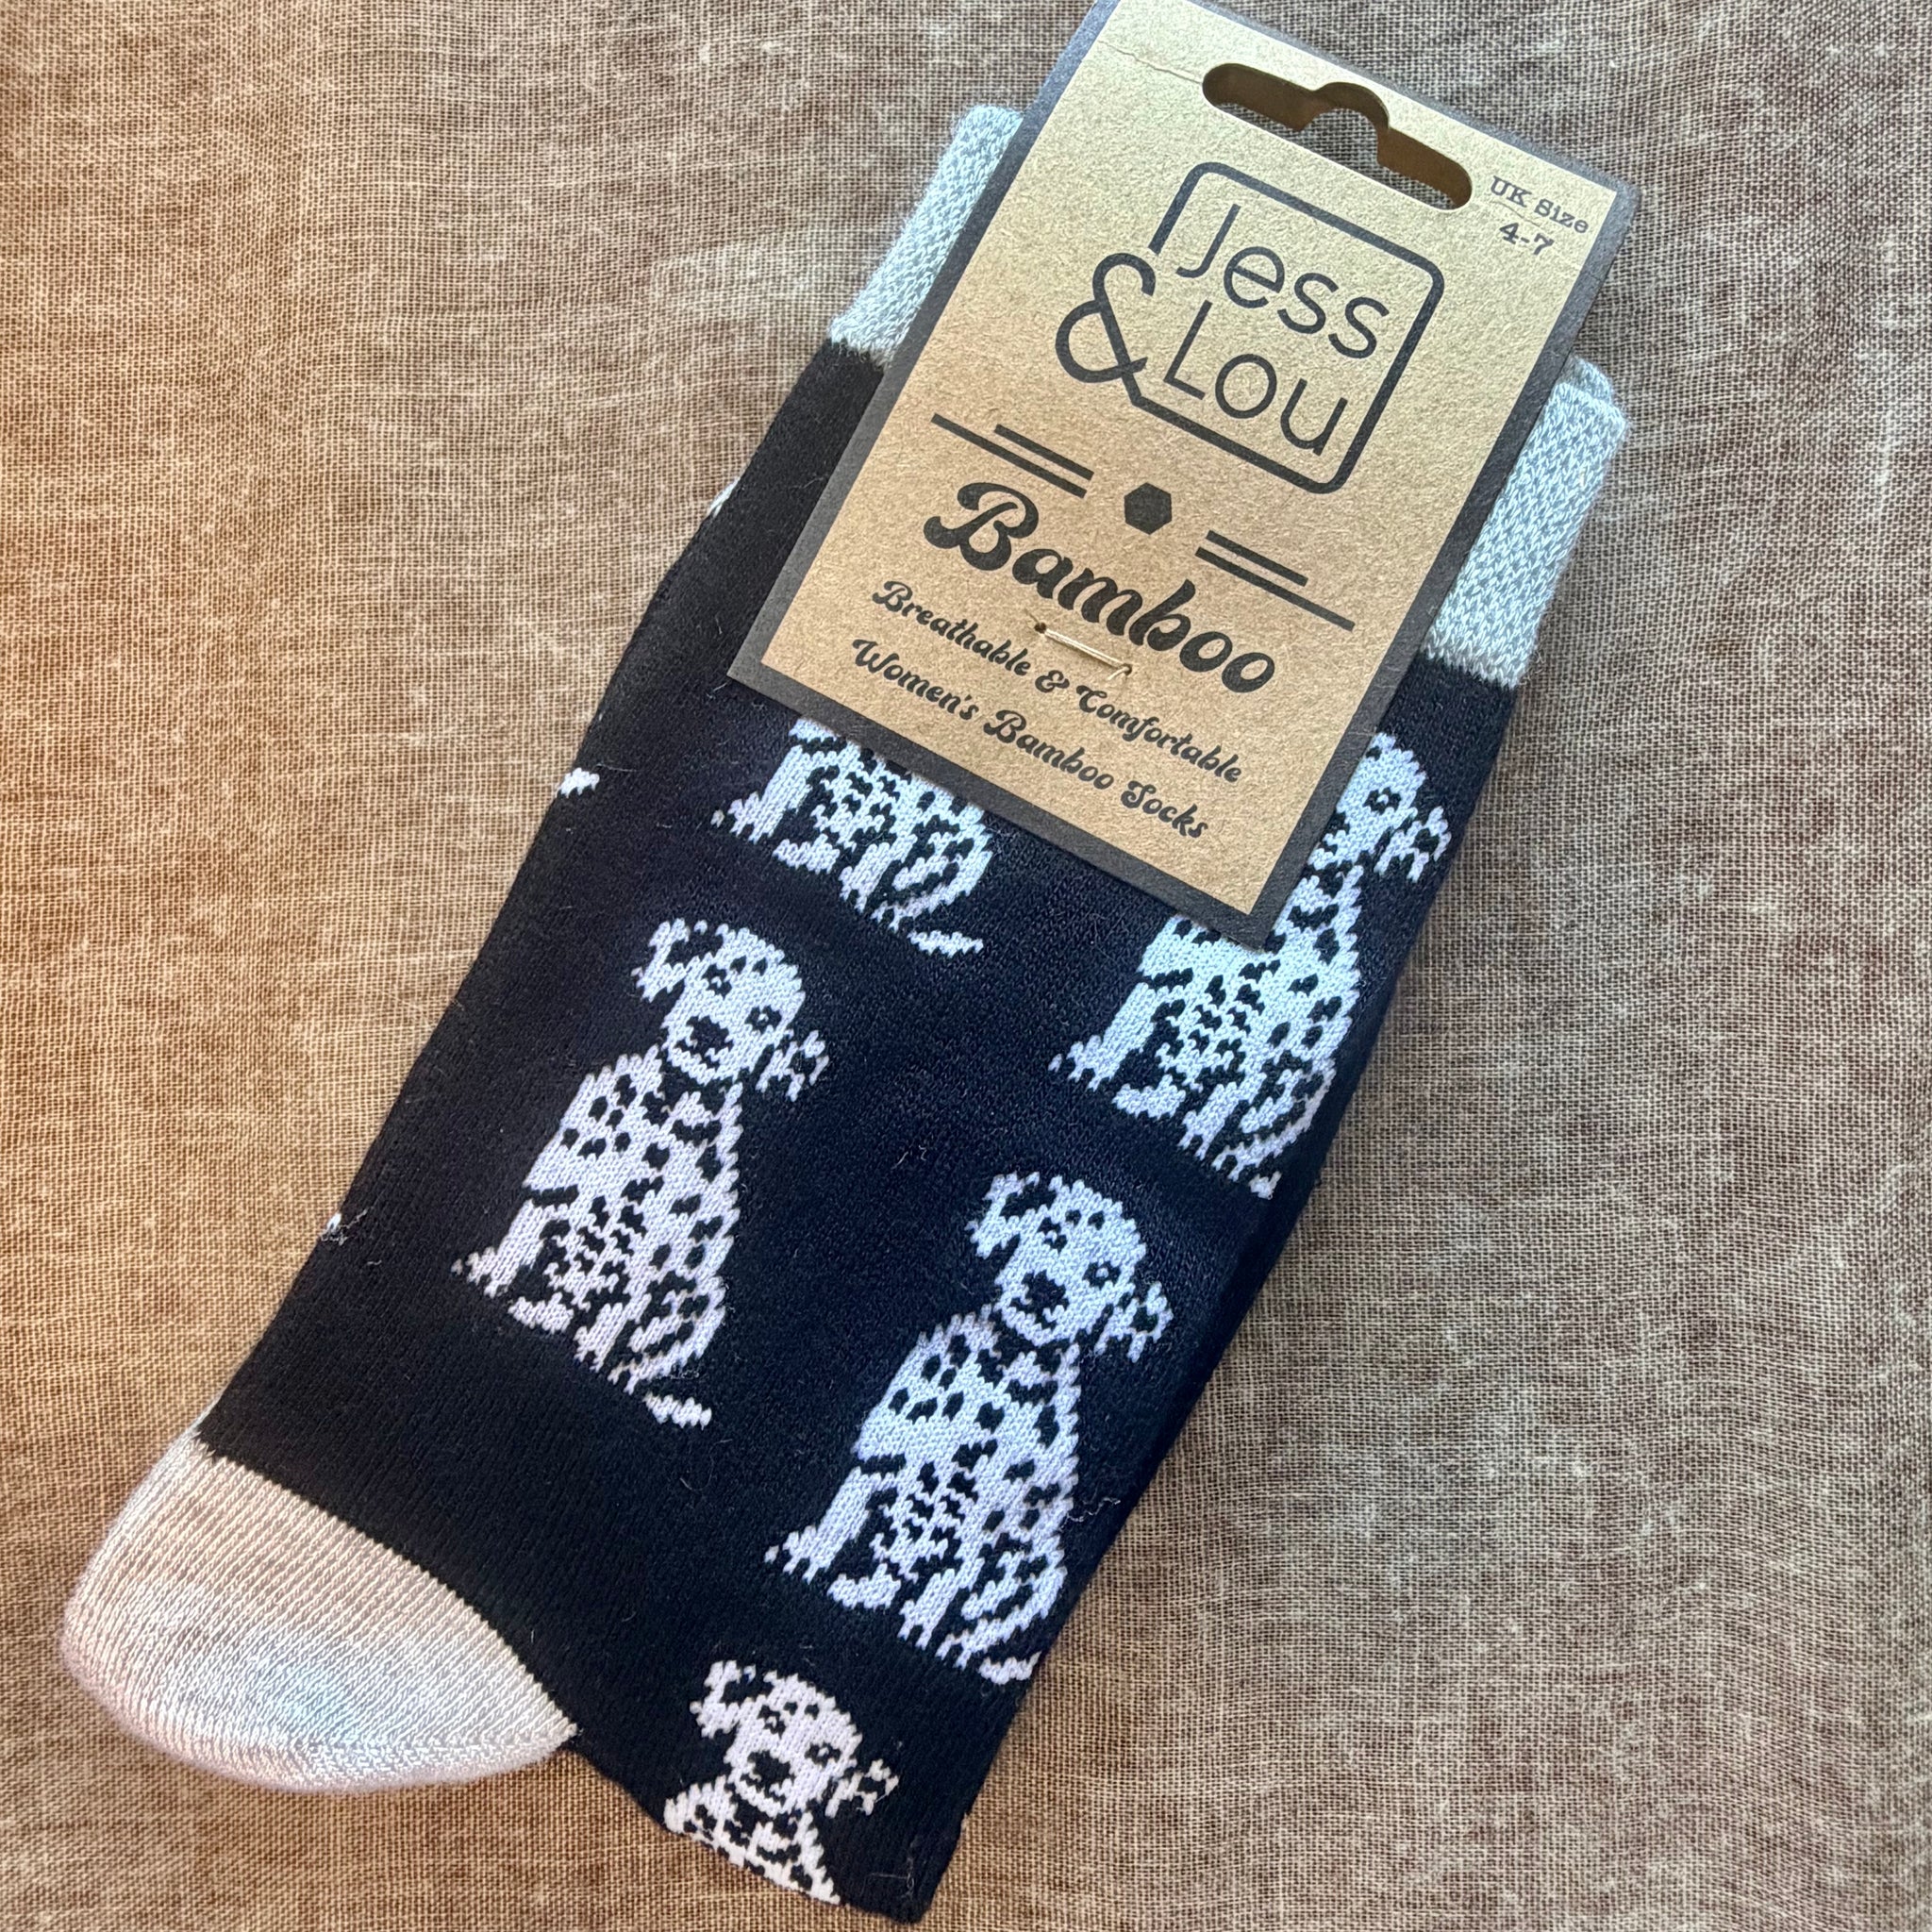 UK Size
4-7
Jess
& Lou
Bamboo
Breathable & Comfortable
Women's Bamboo Socks